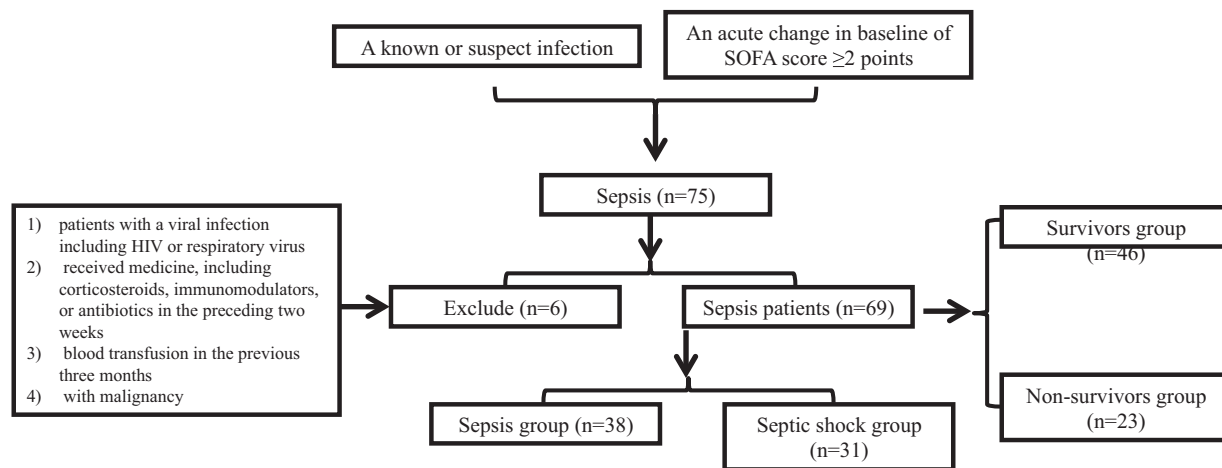 A known or suspect infection
An acute change in baseline of
SOFA score ≥2 points
Sepsis (n=75)
1) patients with a viral infection
including HIV or respiratory virus
2) received medicine, including
corticosteroids, immunomodulators,
or antibiotics in the preceding two
weeks
3) blood transfusion in the previous
three months
4) with malignancy
Exclude (n=6)
Sepsis patients (n=69)
Survivors group
(n=46)
Non-survivors group
(n=23)
Sepsis group (n=38)
Septic shock group
(n=31)